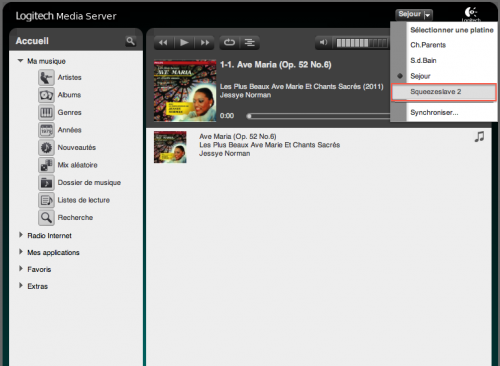 Logitech Media Server
Sejour
Logitech
Accueil
Ma musique
Artistes
Albums
Genres
Années
1979
Nouveautés
Mix aléatoire
Dossier de musique
Listes de lecture
Recherche
Radio Internet
Mes applications
Favoris
Extras
AVE MARIA
1-1. Ave Maria (Op. 52 No.6)
Les Plus Beaux Ave Marie Et Chants Sacrés (2011)
Jessye Norman
0:00
Sélectionner une platine
Ch.Parents
S.d.Bain
Sejour
Squeezeslave 2
Synchroniser...
AVE MARIA
Ave Maria (Op. 52 No.6)
Les Plus Beaux Ave Marie Et Chants Sacrés
Jessye Norman